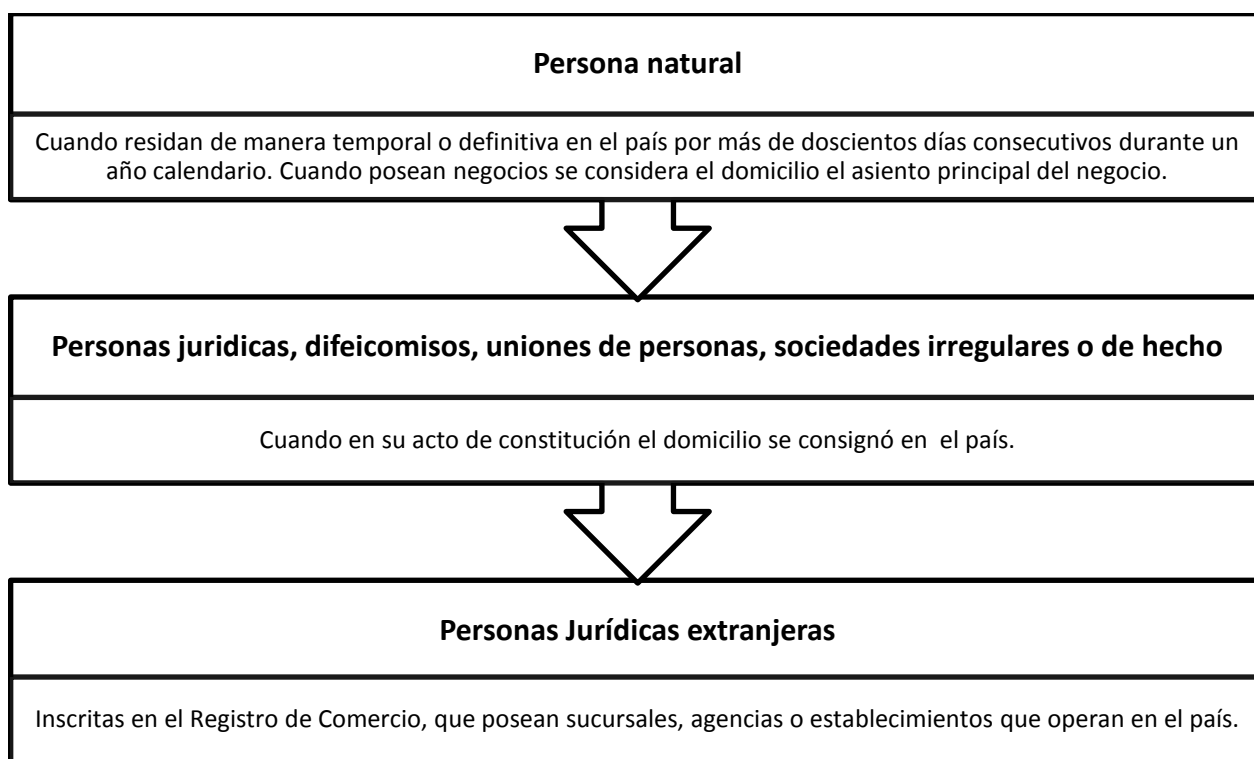 Persona natural
Cuando residan de manera temporal o definitiva en el país por más de doscientos días consecutivos durante un
año calendario. Cuando posean negocios se considera el domicilio el asiento principal del negocio.
Personas juridicas, difeicomisos, uniones de personas, sociedades irregulares o de hecho
Cuando en su acto de constitución el domicilio se consignó en el país.
Personas Jurídicas extranjeras
Inscritas en el Registro de Comercio, que posean sucursales, agencias o establecimientos que operan en el país.